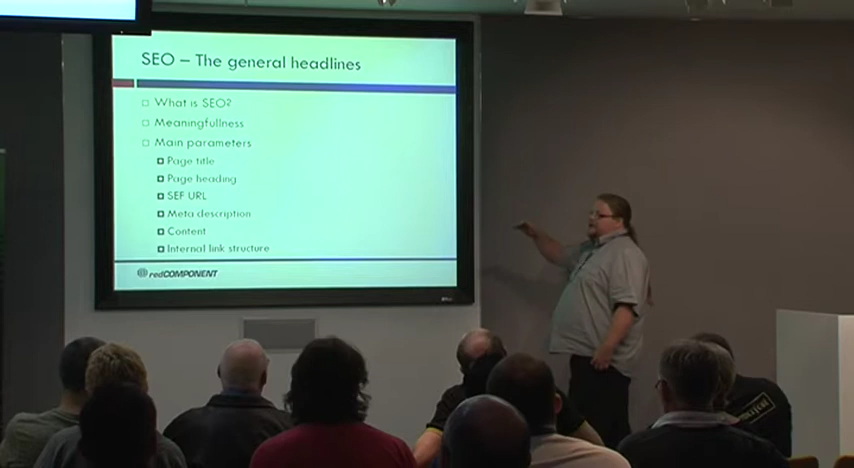 SEO – The general headlines
What is SEO?
Meaningfullness
Main parameters
Page title
Page heading
SEF URL
Meta description
Content
Internal link structure
redCOMPONENT